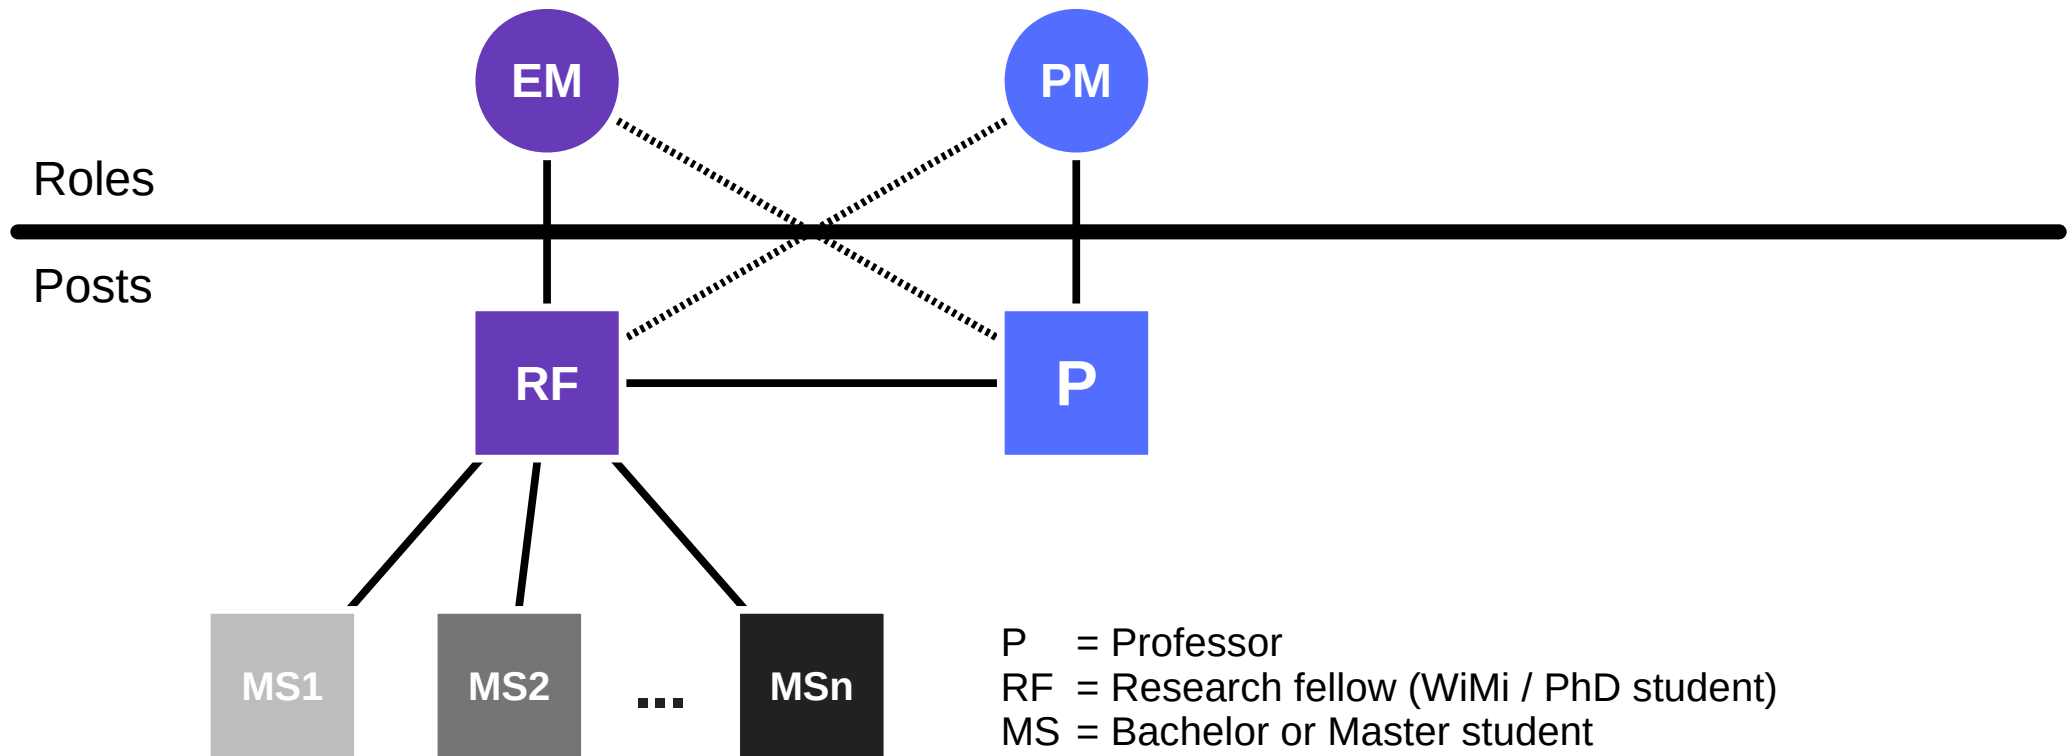 EM
PM
Roles
Posts
RF
P
MS1
MS2
...
MSn
P = Professor
RF = Research fellow (WiMi / PhD student)
MS = Bachelor or Master student